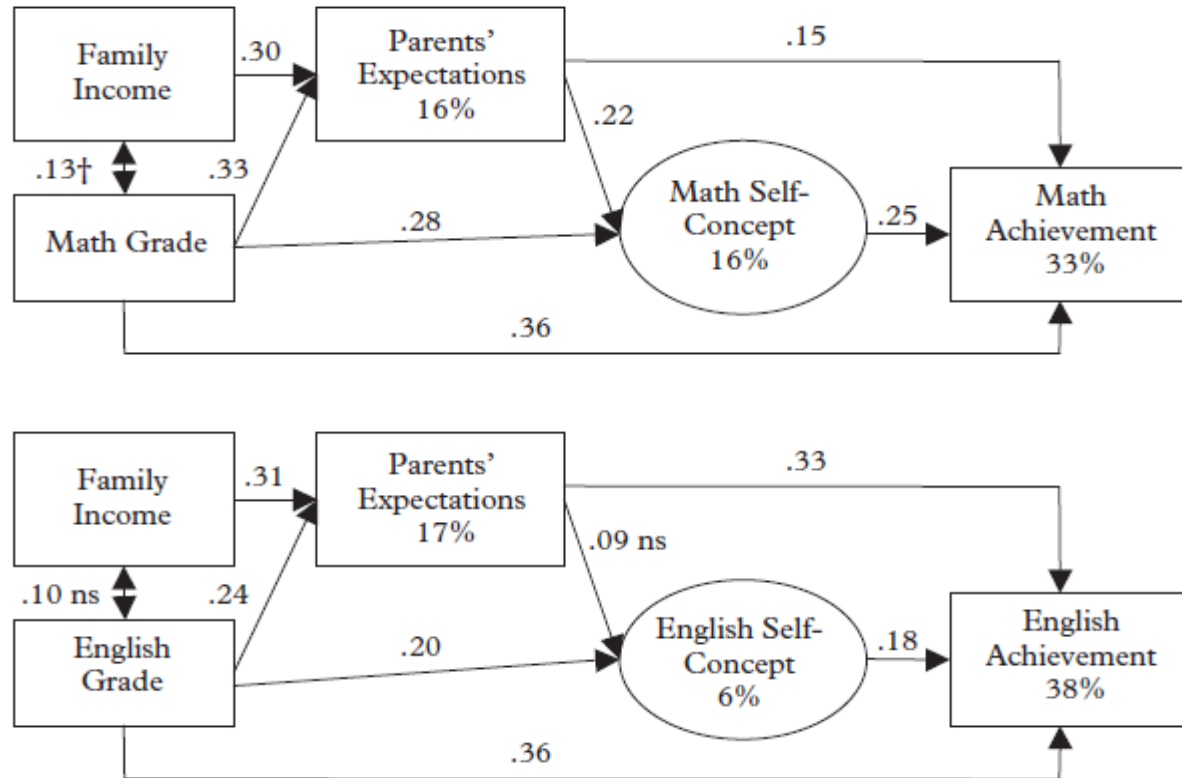 Family
Income
.30
Parents'
Expectations
16%
.15
.22
.13†
.33
Math Grade
.28
Math Self-
Concept
16%
.25
Math
Achievement
33%
.36
Family
Income
.31
Parents'
Expectations
17%
.33
.09 ns
.10 ns
.24
English
Grade
.20
English Self-
Concept
6%
.18
English
Achievement
38%
.36